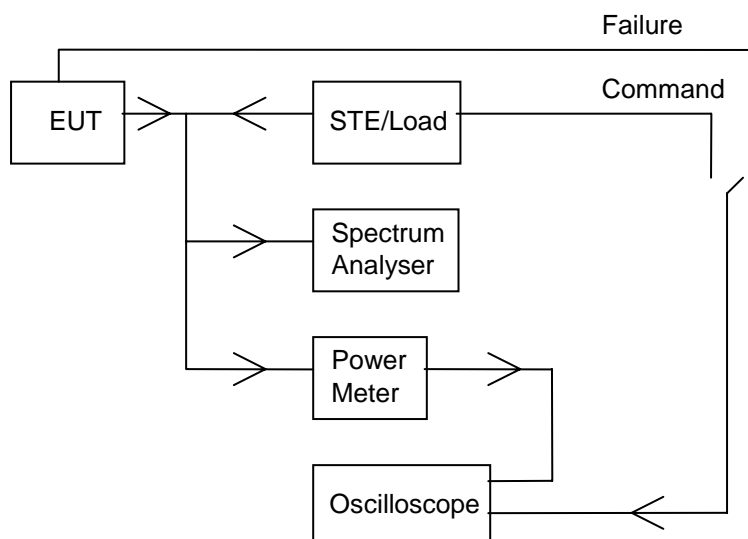 Failure
Command
EUT
STE/Load
Spectrum
Analyser
Power
Meter
Oscilloscope